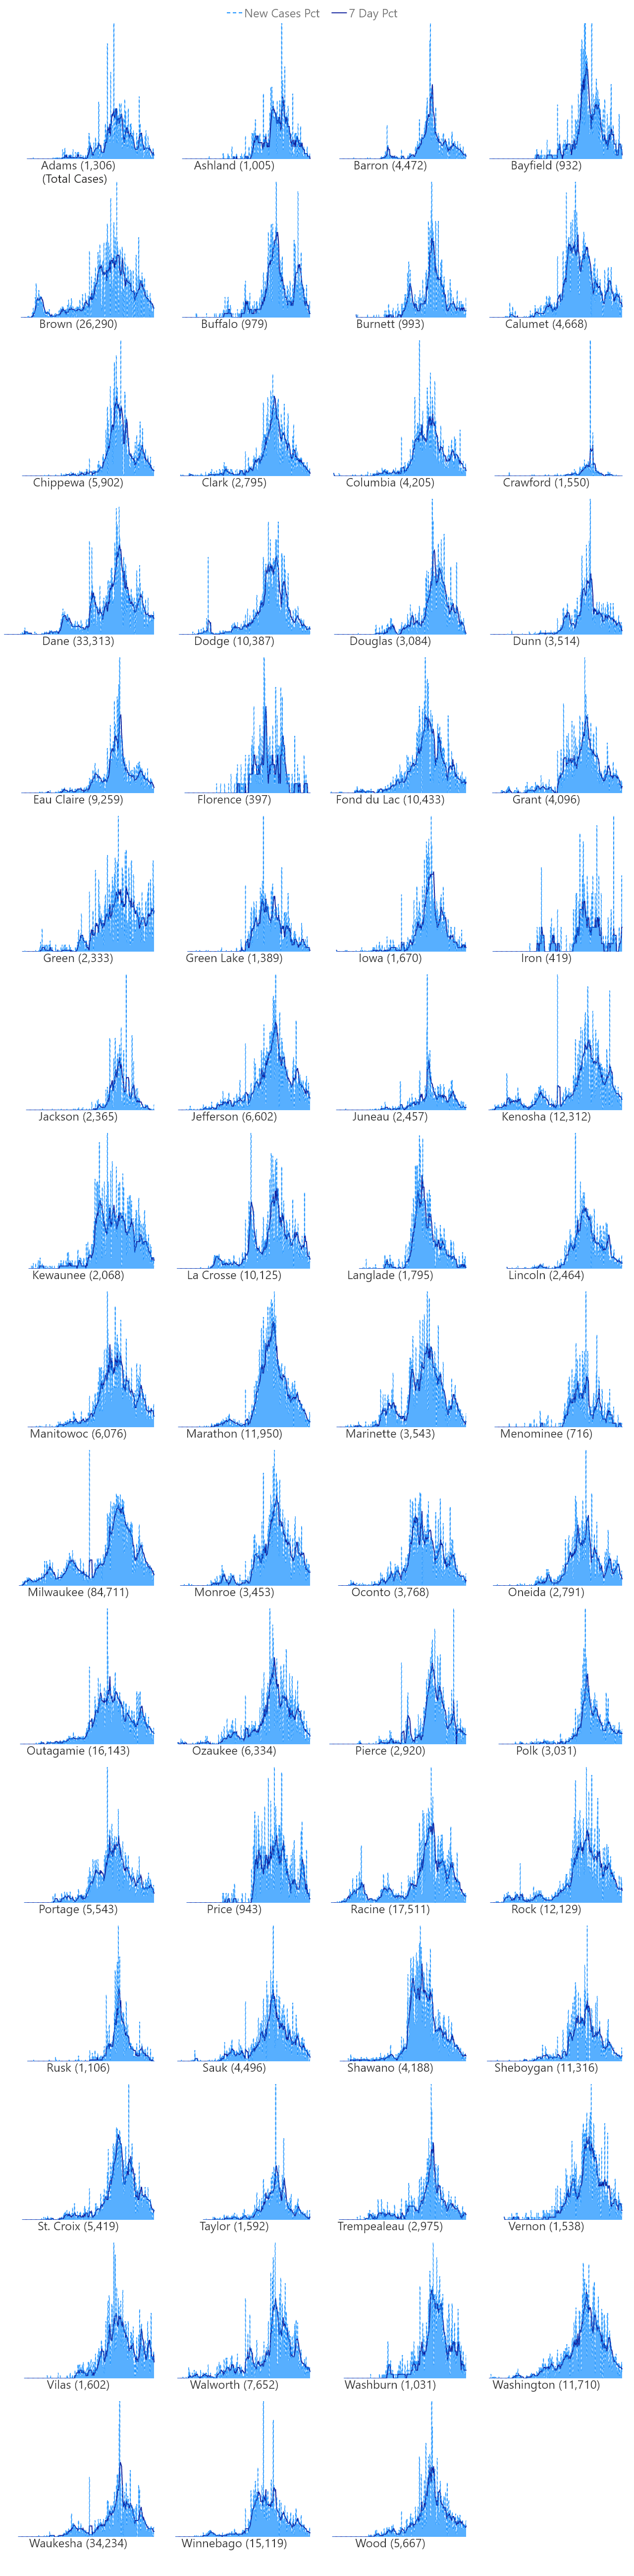 New Cases Pct 7 Day Pct
Adams (1,306) Ashland (1,005) Barron (4,472) Bayfield (932)
(Total Cases)
Brown (26,290) Buffalo (979) Burnett (993) Calumet (4,668)
Chippewa (5,902) Clark (2,795) Columbia (4,205) Crawford (1,550)
Dane (33,313) Dodge (10,387) Douglas (3,084) Dunn (3,514)
Eau Claire (9,259) Florence (397) Fond du Lac (10,433) Grant (4,096)
Green (2,333) Green Lake (1,389) Iowa (1,670) Iron (419)
Jackson (2,365) Jefferson (6,602) Juneau (2,457) Kenosha (12,312)
Kewaunee (2,068) La Crosse (10,125) Langlade (1,795) Lincoln (2,464)
Manitowoc (6,076) Marathon (11,950) Marinette (3,543) Menominee (716)
Milwaukee (84,711) Monroe (3,453) Oconto (3,768) Oneida (2,791)
Outagamie (16,143) Ozaukee (6,334) Pierce (2,920) Polk (3,031)
Portage (5,543) Price (943) Racine (17,511) Rock (12,129)
Rusk (1,106) Sauk (4,496) Shawano (4,188) Sheboygan (11,316)
St. Croix (5,419) Taylor (1,592) Trempealeau (2,975) Vernon (1,538)
Vilas (1,602) Walworth (7,652) Washburn (1,031) Washington (11,710)
Waukesha (34,234) Winnebago (15,119) Wood (5,667)